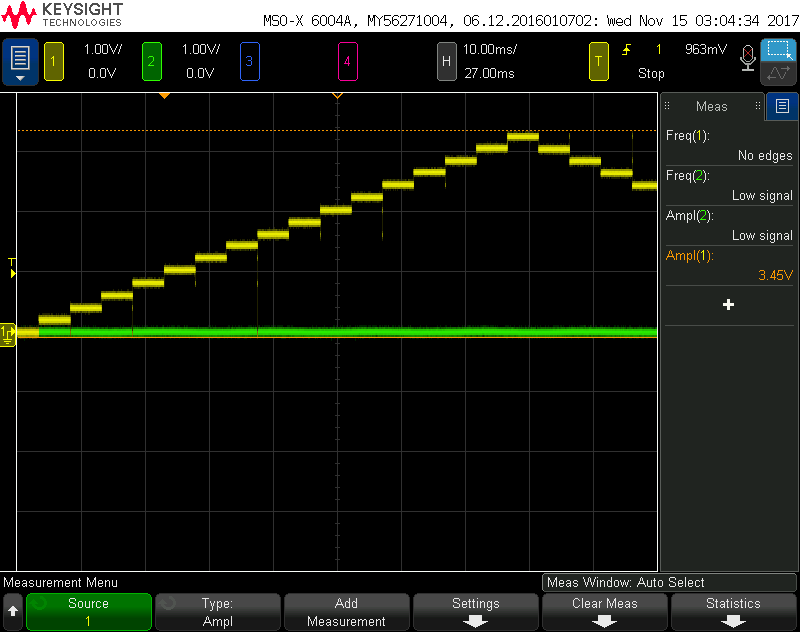 KEYSIGHT
TECHNOLOGIES
MSO-X 6004A, MY56271004, 06.12.2016010702: Wed Nov 15 03:04:34 2017
1 1.00V/ 2 1.00V/ 3 4 H 10.00ms/ T 1 963mV
0.0V 0.0V 27.00ms Stop
Meas
Freq(1):
No edges
Freq(2):
Low signal
Ampl(2):
Low signal
Ampl(1):
3.45V
+
T
1
Measurement Menu
Meas Window: Auto Select
Source
1
Type:
Ampl
Add
Measurement
Settings
Clear Meas
Statistics